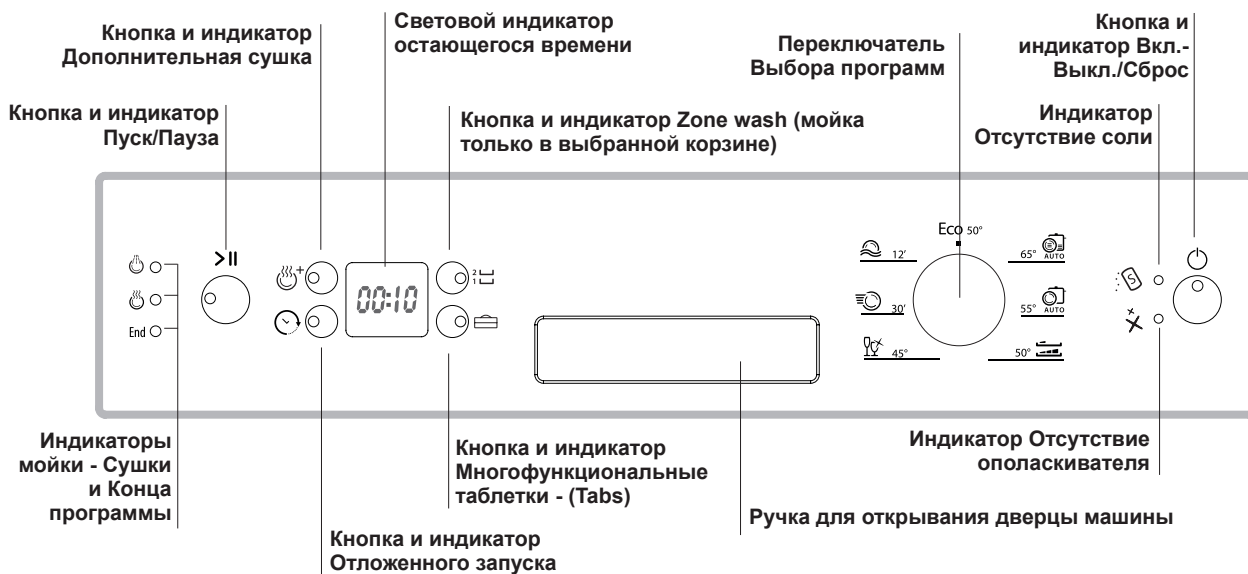 Кнопка и индикатор
Дополнительная сушка
Световой индикатор
остающегося времени
Переключатель
Выбора программ
Кнопка и
индикатор Вкл.-
Выкл./Сброс
Кнопка и индикатор
Пуск/Пауза
Кнопка и индикатор Zone wash (мойка
только в выбранной корзине)
Индикатор
Отсутствие соли
End
00:10
2
1
Eco 50°
12'
30'
45°
65°
AUTO
55°
AUTO
50°
S
Индикаторы
мойки - Сушки
и Конца
программы
Кнопка и индикатор
Многофункциональные
таблетки - (Tabs)
Индикатор Отсутствие
ополаскивателя
Ручка для открывания дверцы машины
Кнопка и индикатор
Отложенного запуска